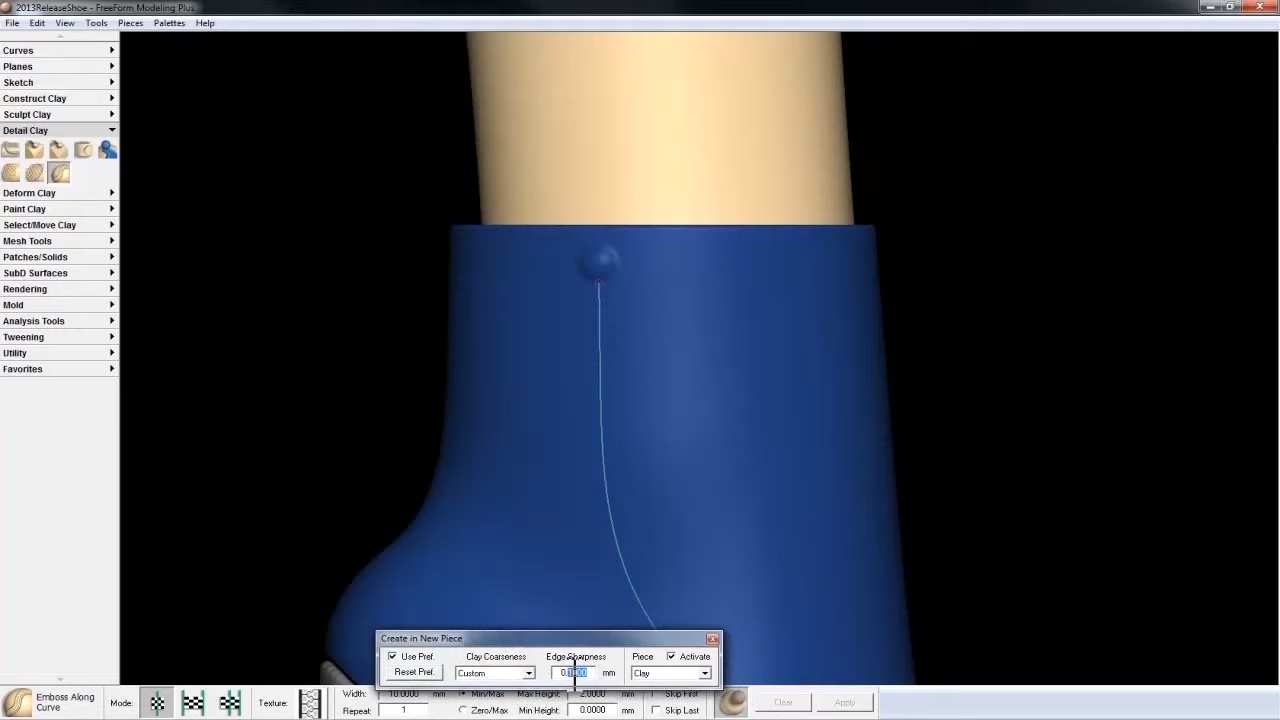 2013ReleaseShoe - FreeForm Modeling Plus
File Edit View Tools Pieces Palettes Help
Curves
Planes
Sketch
Construct Clay
Sculpt Clay
Detail Clay
Deform Clay
Paint Clay
Select/Move Clay
Mesh Tools
Patches/Solids
SubD Surfaces
Rendering
Mold
Analysis Tools
Tweening
Utility
Favorites
Create in New Piece
Use Pref. Clay Coarseness Edge Sharpness Piece Activate
Reset Pref. Custom mm Clay
Emboss Along Curve
Mode:
Texture:
Width: 10.0000 mm Min/Max Max Height: 2.0000 mm Skip First
Repeat: 1 Zero/Max Min Height: 0.0000 mm Skip Last
Clear Apply